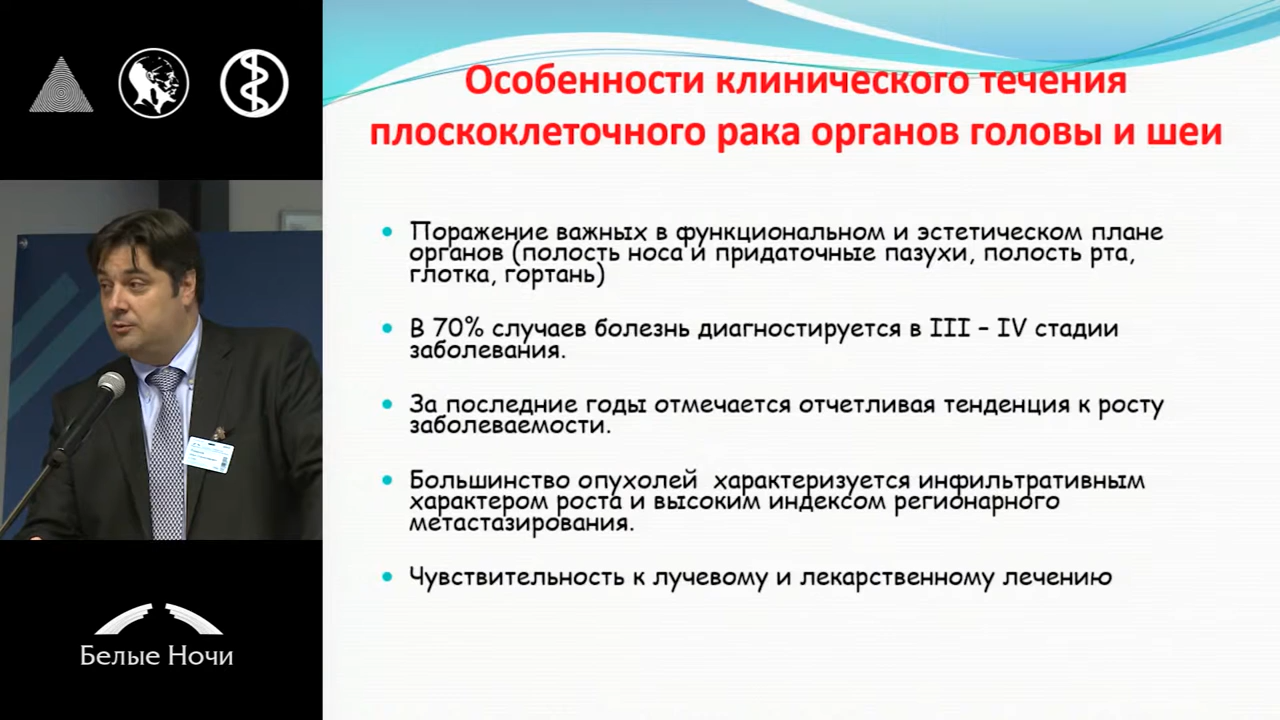 Особенности клинического течения
плоскоклеточного рака органов головы и шеи
• Поражение важных в функциональном и эстетическом плане
органов (полость носа и придаточные пазухи, полость рта,
глотка, гортань)
• В 70% случаев болезнь диагностируется в III – IV стадии
заболевания.
• За последние годы отмечается отчетливая тенденция к росту
заболеваемости.
• Большинство опухолей характеризуется инфильтративным
характером роста и высоким индексом регионарного
метастазирования.
• Чувствительность к лучевому и лекарственному лечению
Белые Ночи